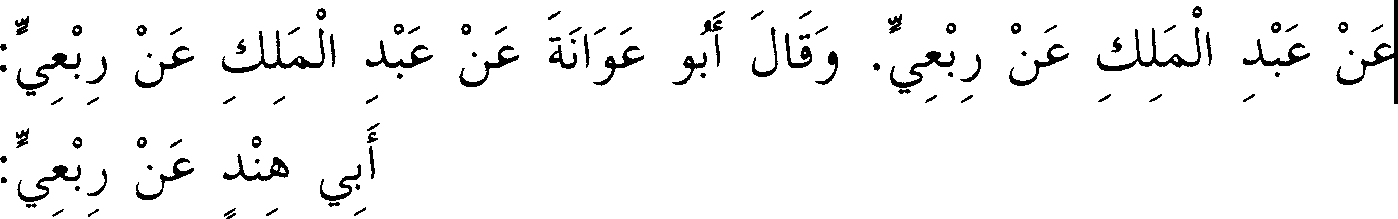 عَنْ عَبْدِ الْمَلِكِ عَنْ رِبْعِيٍّ. وَقَالَ أَبُو عَوَانَةَ عَنْ عَبْدِ الْمَلِكِ عَنْ رِبْعِيٍّ:
أَبِي هِنْدٍ عَنْ رِبْعِيٍّ: